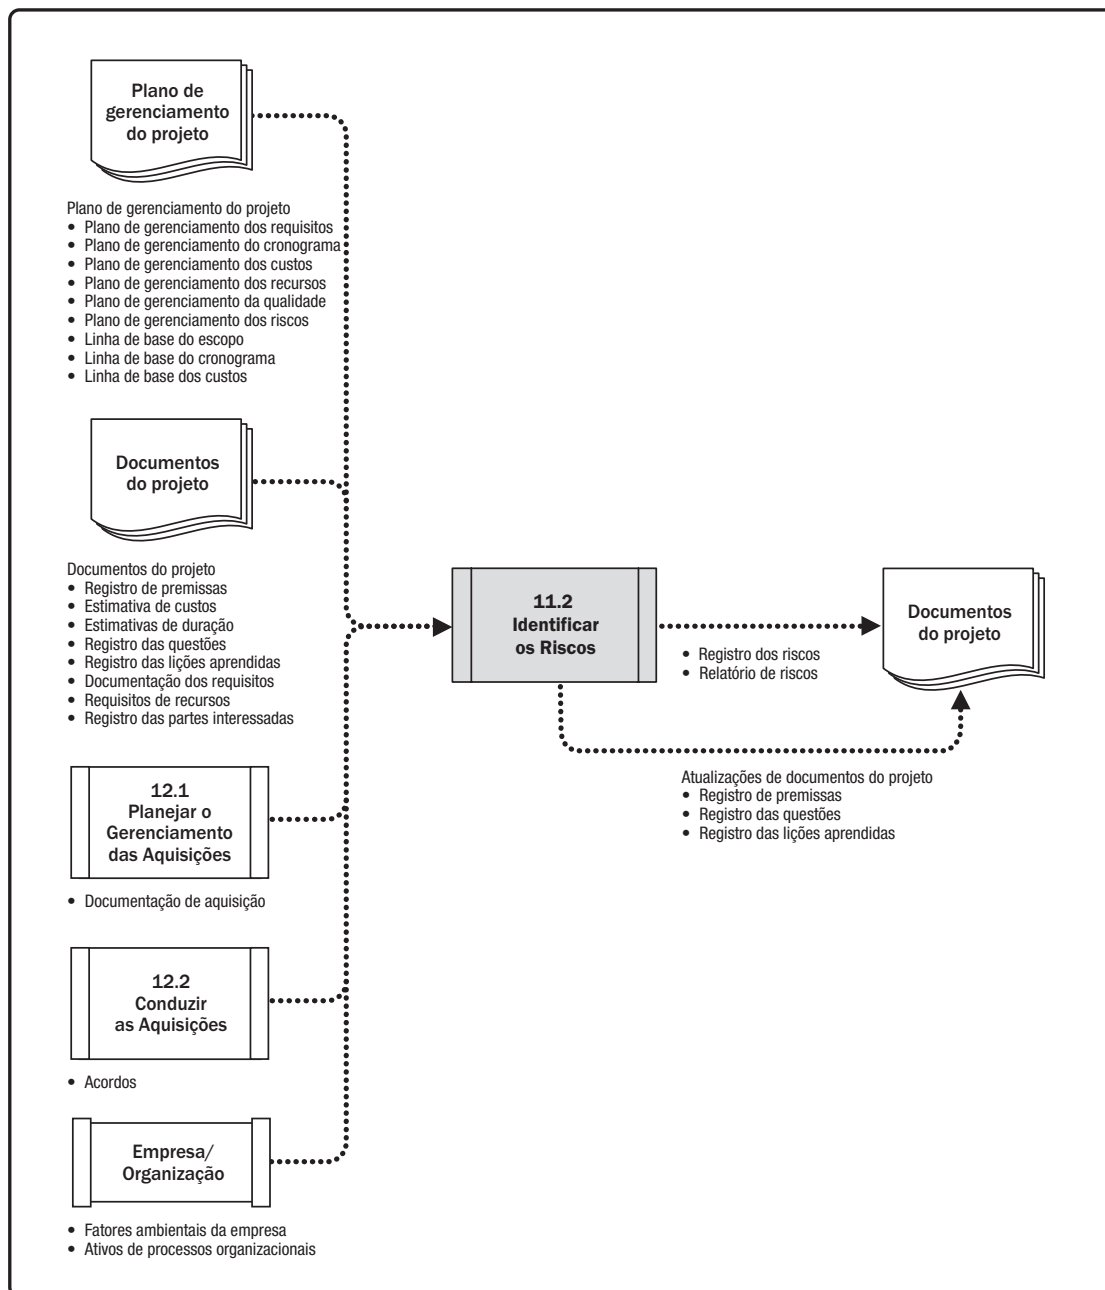 Plano de
gerenciamento
do projeto
Plano de gerenciamento do projeto
• Plano de gerenciamento dos requisitos
• Plano de gerenciamento do cronograma
• Plano de gerenciamento dos custos
• Plano de gerenciamento dos recursos
• Plano de gerenciamento da qualidade
• Plano de gerenciamento dos riscos
• Linha de base do escopo
• Linha de base do cronograma
• Linha de base dos custos
Documentos
do projeto
Documentos do projeto
• Registro de premissas
• Estimativa de custos
• Estimativas de duração
• Registro das questões
• Registro das lições aprendidas
• Documentação dos requisitos
• Requisitos de recursos
• Registro das partes interessadas
12.1
Planejar o
Gerenciamento
das Aquisições
• Documentação de aquisição
12.2
Conduzir
as Aquisições
• Acordos
Empresa/
Organização
• Fatores ambientais da empresa
• Ativos de processos organizacionais
11.2
Identificar
os Riscos
• Registro dos riscos
• Relatório de riscos
Documentos
do projeto
Atualizações de documentos do projeto
• Registro de premissas
• Registro das questões
• Registro das lições aprendidas